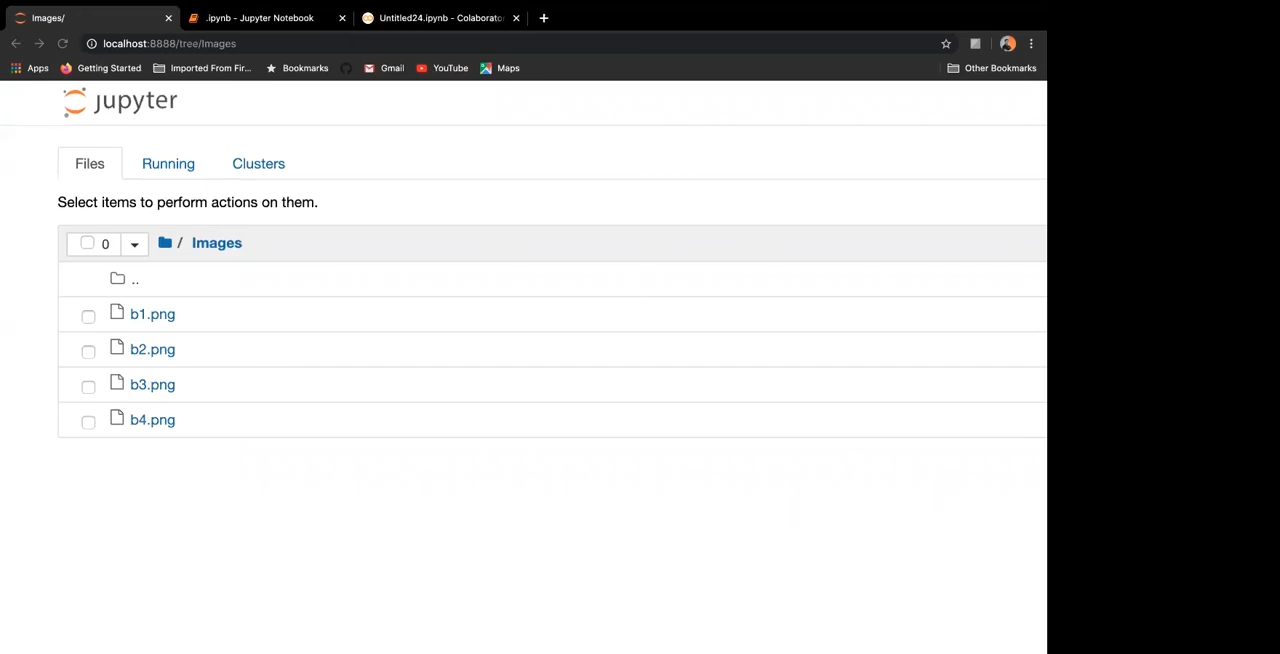 Images/
.ipynb - Jupyter Notebook
Untitled24.ipynb - Colaborato
localhost:8888/tree/Images
Apps Getting Started Imported From Fir... Bookmarks Gmail YouTube Maps Other Bookmarks
jupyter
Files Running Clusters
Select items to perform actions on them.
0 / Images
..
b1.png
b2.png
b3.png
b4.png